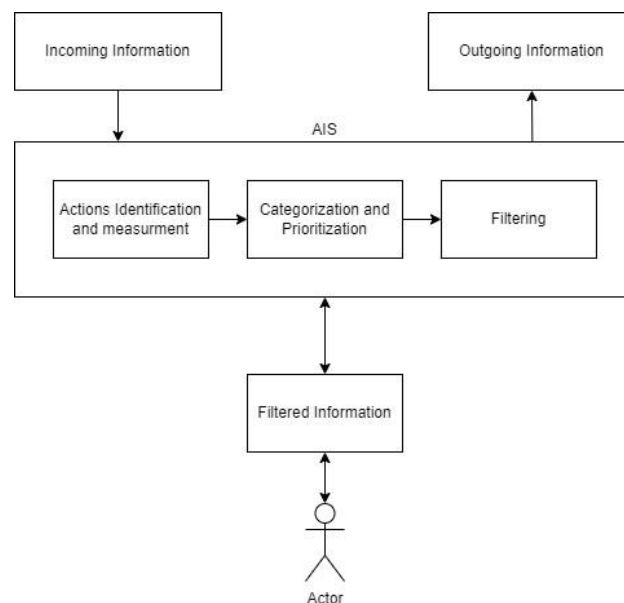 Incoming Information
Outgoing Information
AIS
Actions Identification
and measurment
Categorization and
Prioritization
Filtering
Filtered Information
Actor